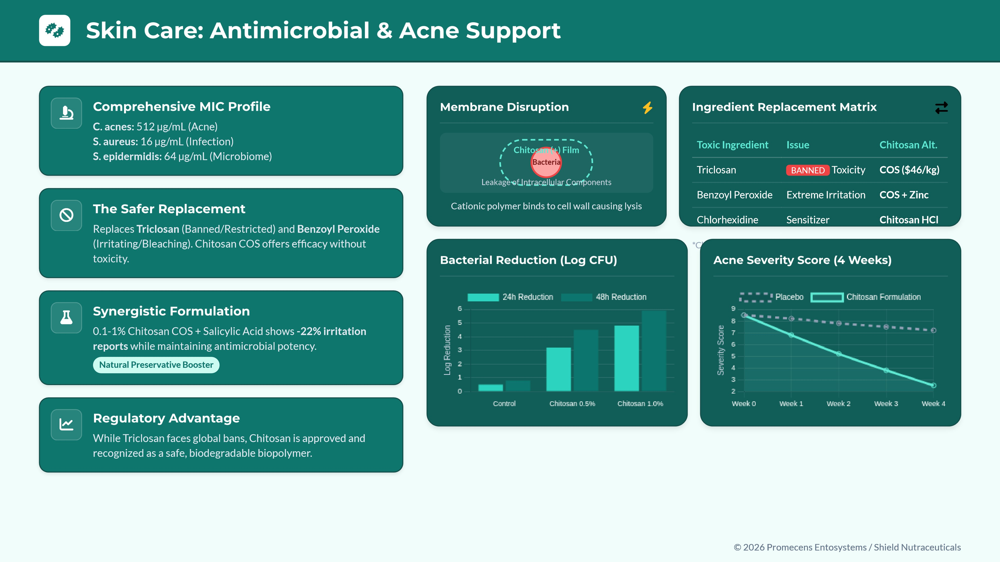 Skin Care: Antimicrobial & Acne Support
Comprehensive MIC Profile
C. acnes: 512 µg/mL (Acne)
S. aureus: 16 µg/mL (Infection)
S. epidermidis: 64 µg/mL (Microbiome)
The Safer Replacement
Replaces Triclosan (Banned/Restricted) and Benzoyl Peroxide
(Irritating/Bleaching). Chitosan COS offers efficacy without
toxicity.
Synergistic Formulation
0.1-1% Chitosan COS + Salicylic Acid shows -22% irritation
reports while maintaining antimicrobial potency.
Natural Preservative Booster
Regulatory Advantage
While Triclosan faces global bans, Chitosan is approved and
recognized as a safe, biodegradable biopolymer.
Membrane Disruption
Chitosan (+) Film
Bacteria
Leakage of Intracellular Components
Cationic polymer binds to cell wall causing lysis
Ingredient Replacement Matrix
Toxic Ingredient Issue Chitosan Alt.
Triclosan BANNED Toxicity COS ($46/kg)
Benzoyl Peroxide Extreme Irritation COS + Zinc
Chlorhexidine Sensitizer Chitosan HCl
Bacterial Reduction (Log CFU)
24h Reduction 48h Reduction
Log Reduction
6
5
4
3
2
1
0
Control Chitosan 0.5% Chitosan 1.0%
Acne Severity Score (4 Weeks)
Placebo Chitosan Formulation
Severity Score
9
8
7
6
5
4
3
2
Week 0 Week 1 Week 2 Week 3 Week 4
© 2026 Promecens Entosystems / Shield Nutraceuticals